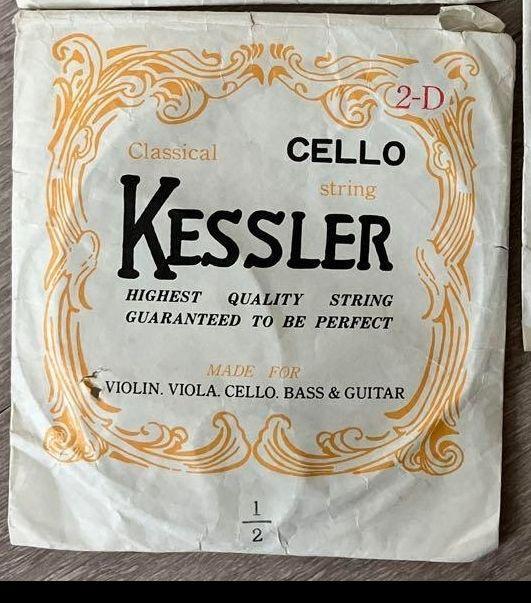 2-D
Classical CELLO
string
KESSLER
HIGHEST QUALITY STRING
GUARANTEED TO BE PERFECT
MADE FOR
VIOLIN. VIOLA. CELLO. BASS & GUITAR
1
2